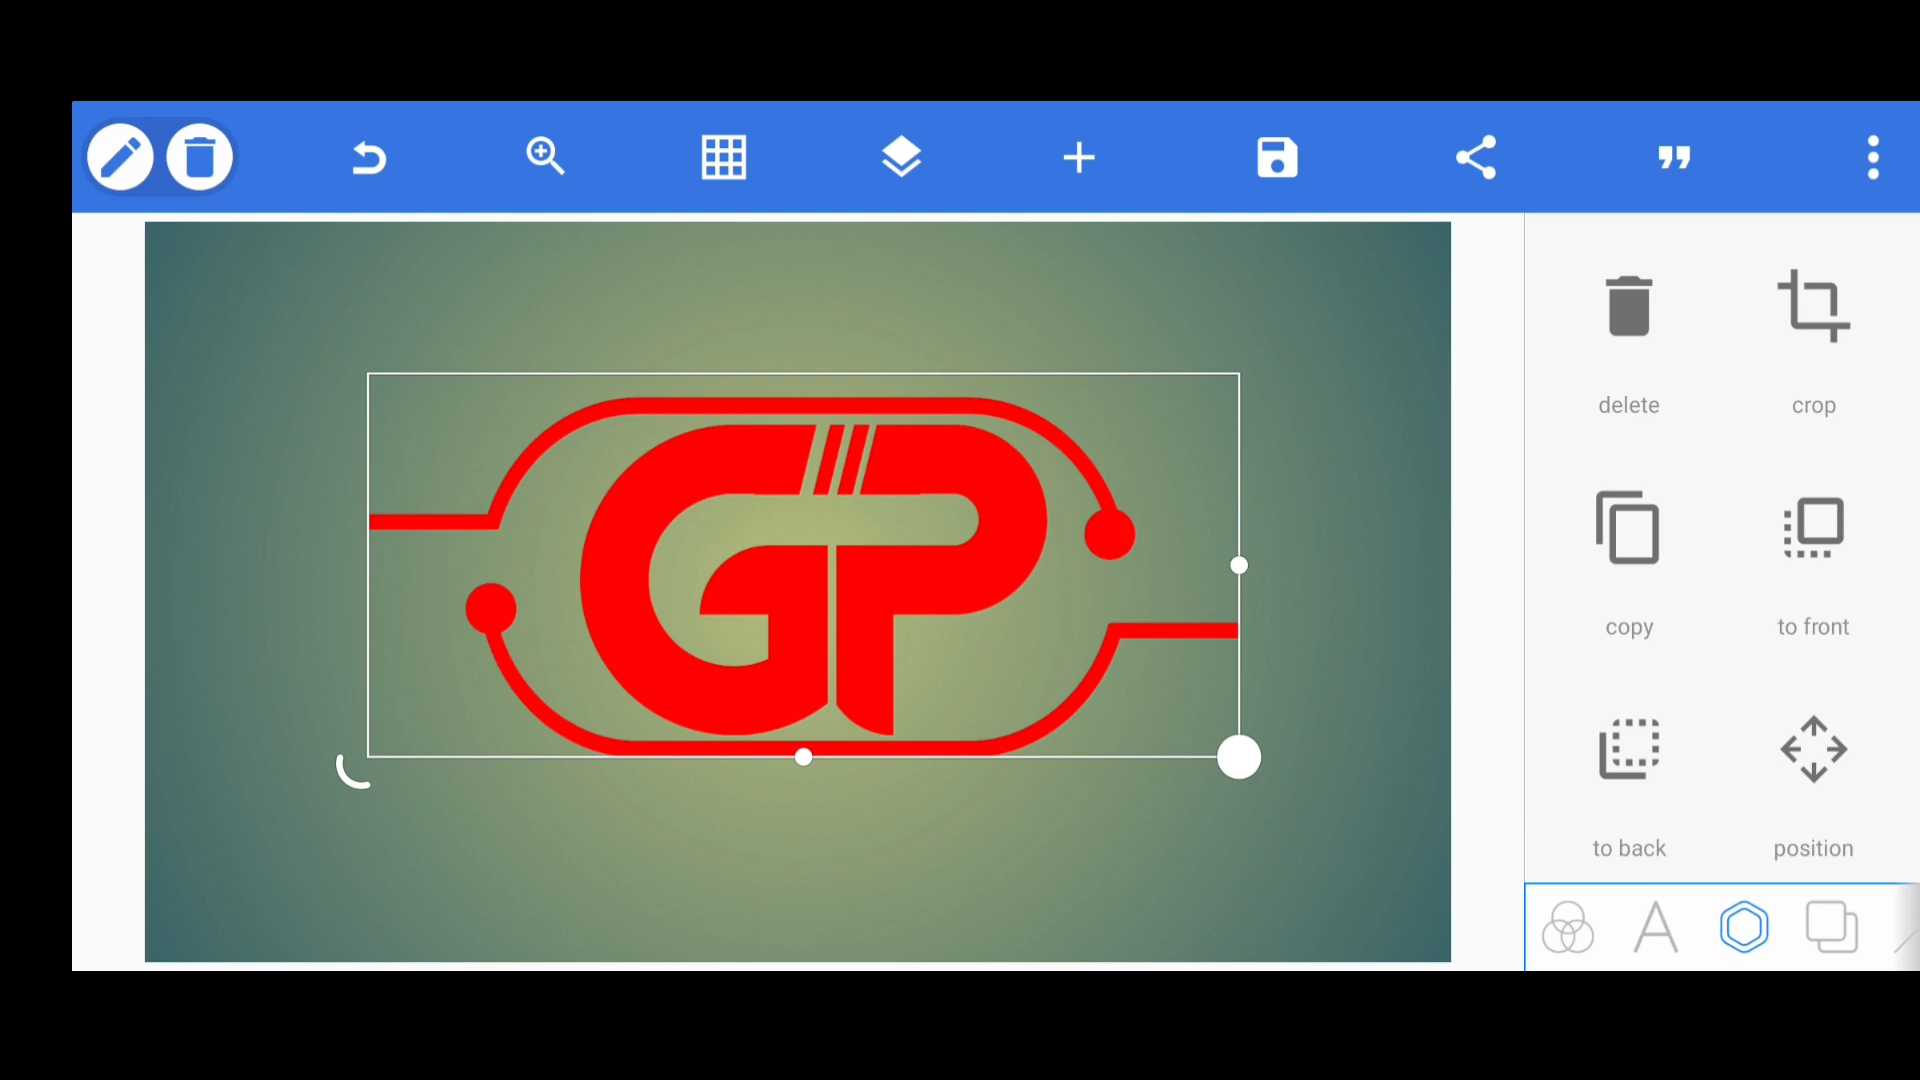 GP
delete
crop
copy
to front
to back
position